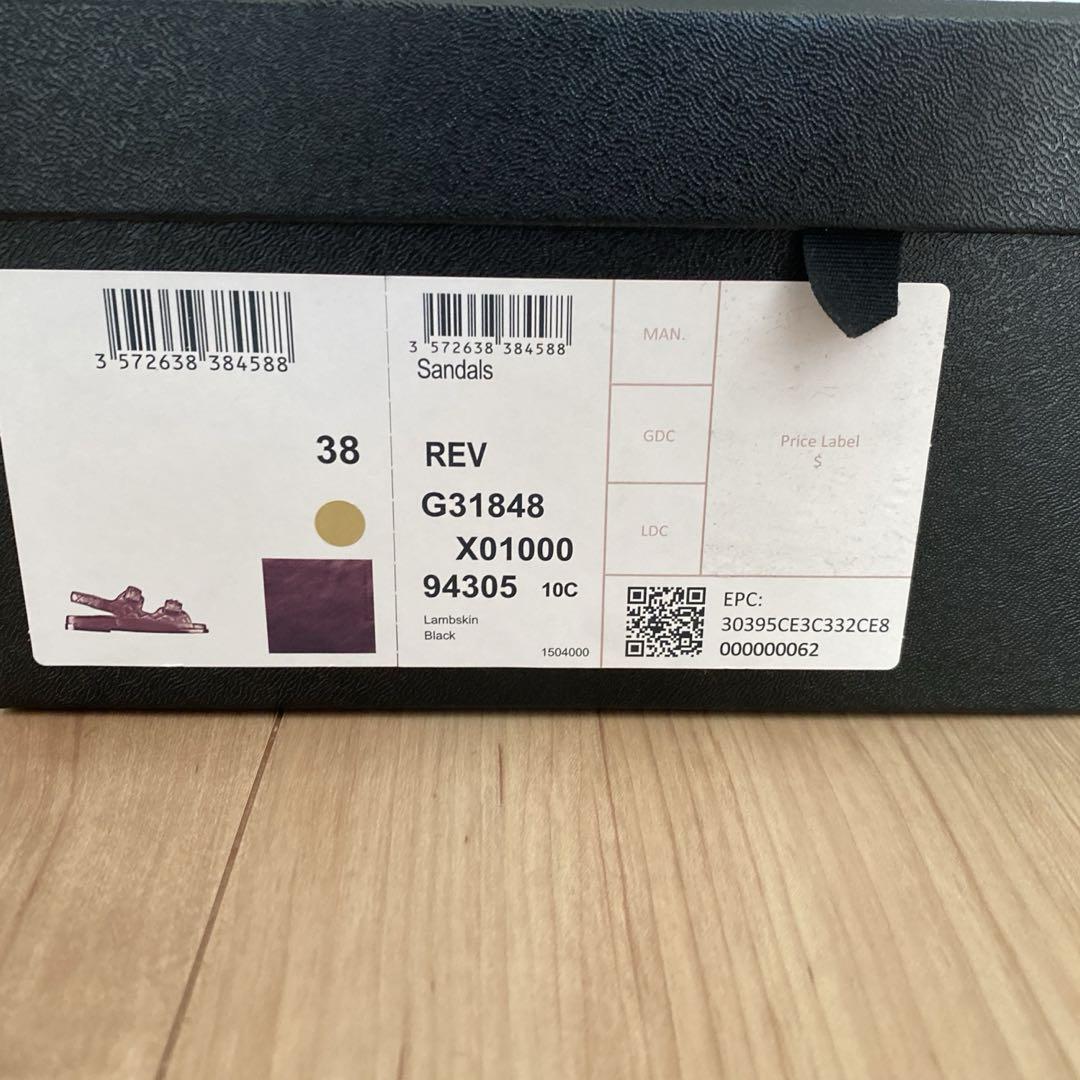 3 572638 384588
38
3 572638 384588
Sandals
REV
G31848
X01000
94305 10C
Lambskin
Black
1504000
MAN.
GDC
LDC
Price Label
$
EPC:
30395CE3C332CE8
000000062